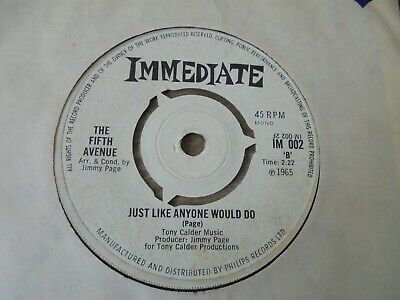 ALL RIGHTS OF THE RECORD PRODUCER AND OF THE OWNER OF THE WORK REPRODUCED RESERVED. COPYING, PUBLIC PERFORMANCE AND BROADCASTING OF THIS RECORD PROHIBITED
IMMEDIATE
THE
FIFTH
AVENUE
Arr. & Cond. by
Jimmy Page
45 RPM
MONO
IM 002
'B'
Time: 2:22
℗ 1965
JUST LIKE ANYONE WOULD DO
(Page)
Tony Calder Music
Producer: Jimmy Page
for Tony Calder Productions
MANUFACTURED AND DISTRIBUTED BY PHILIPS RECORDS LTD